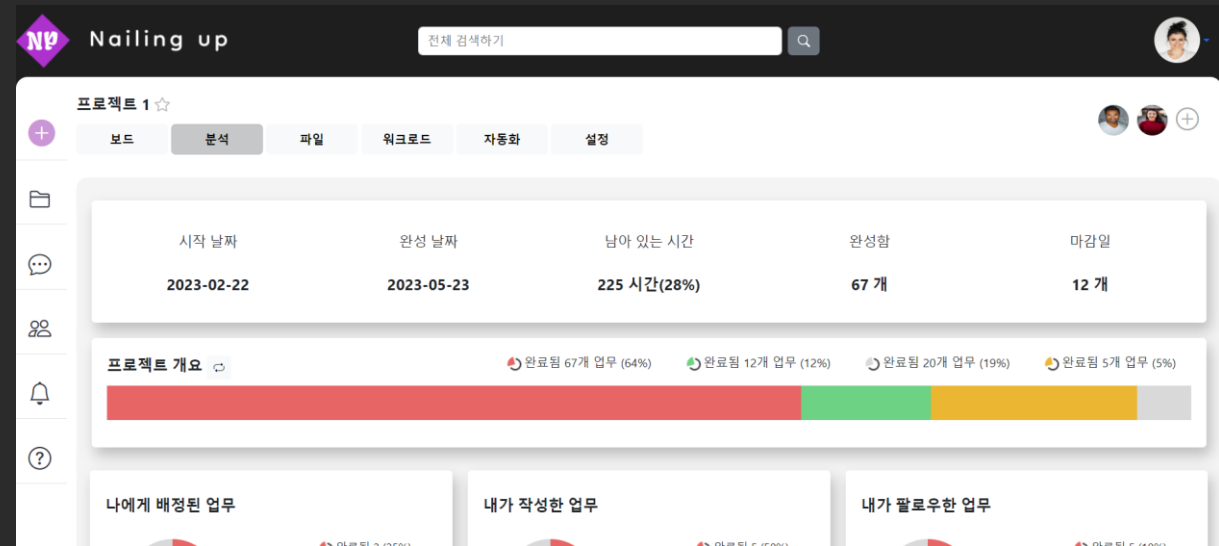 NP Nailing up
전체 검색하기
프로젝트 1
보드 분석 파일 워크로드 자동화 설정
시작 날짜 완성 날짜 남아 있는 시간 완성함 마감일
2023-02-22 2023-05-23 225 시간(28%) 67 개 12 개
프로젝트 개요 완료됨 67개 업무 (64%) 완료됨 12개 업무 (12%) 완료됨 20개 업무 (19%) 완료됨 5개 업무 (5%)
나에게 배정된 업무 내가 작성한 업무 내가 팔로우한 업무